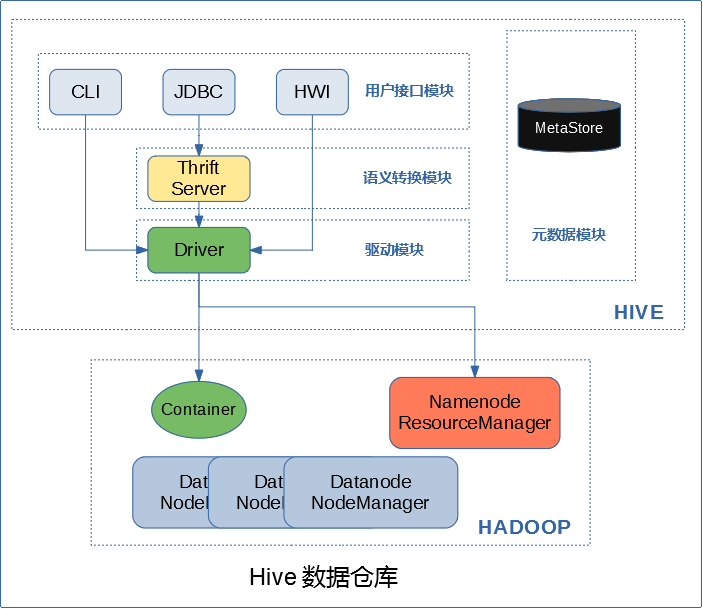 CLI
JDBC
HWI
用户接口模块
MetaStore
Thrift
Server
语义转换模块
Driver
驱动模块
元数据模块
HIVE
Container
Namenode
ResourceManager
Dat
NodeM
Dat
NodeM
Datanode
NodeManager
HADOOP
Hive 数据仓库